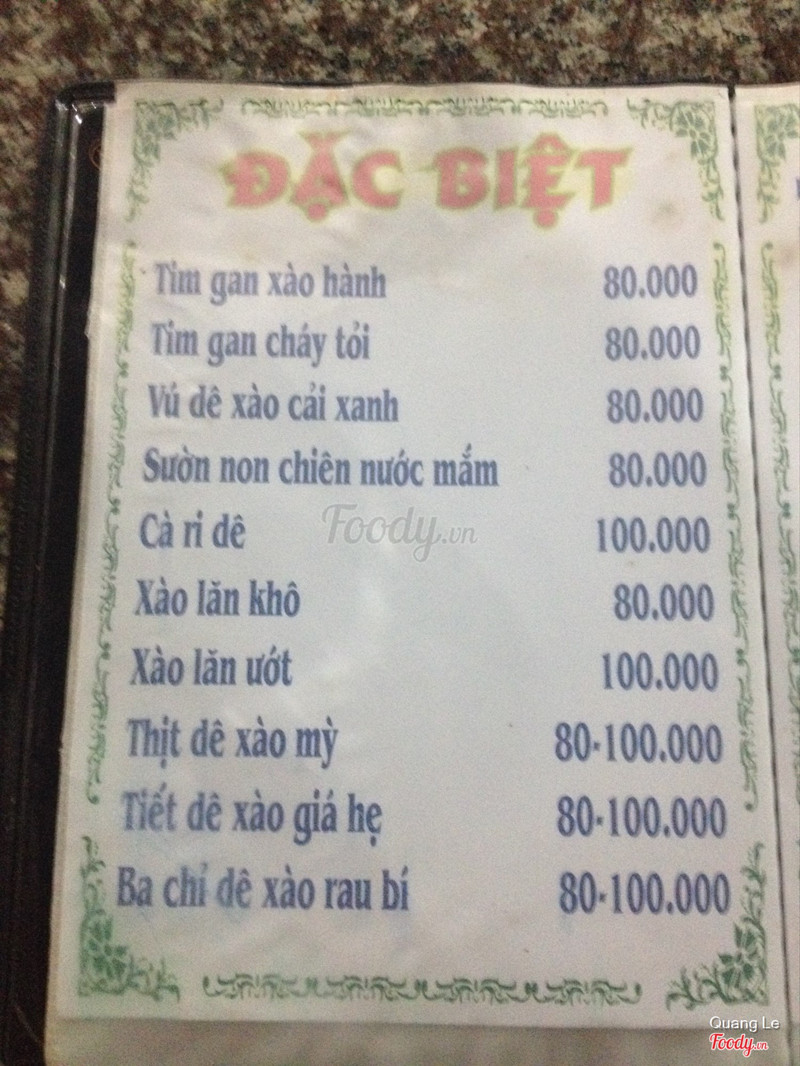 ĐẶC BIỆT
Tim gan xào hành 80.000
Tim gan cháy tỏi 80.000
Vú dê xào cải xanh 80.000
Sườn non chiên nước mắm 80.000
Cà ri dê 100.000
Xào lăn khô 80.000
Xào lăn ướt 100.000
Thịt dê xào mỳ 80-100.000
Tiết dê xào giá hẹ 80-100.000
Ba chỉ dê xào rau bí 80-100.000
Foody.vn
Quang Le
Foody.vn